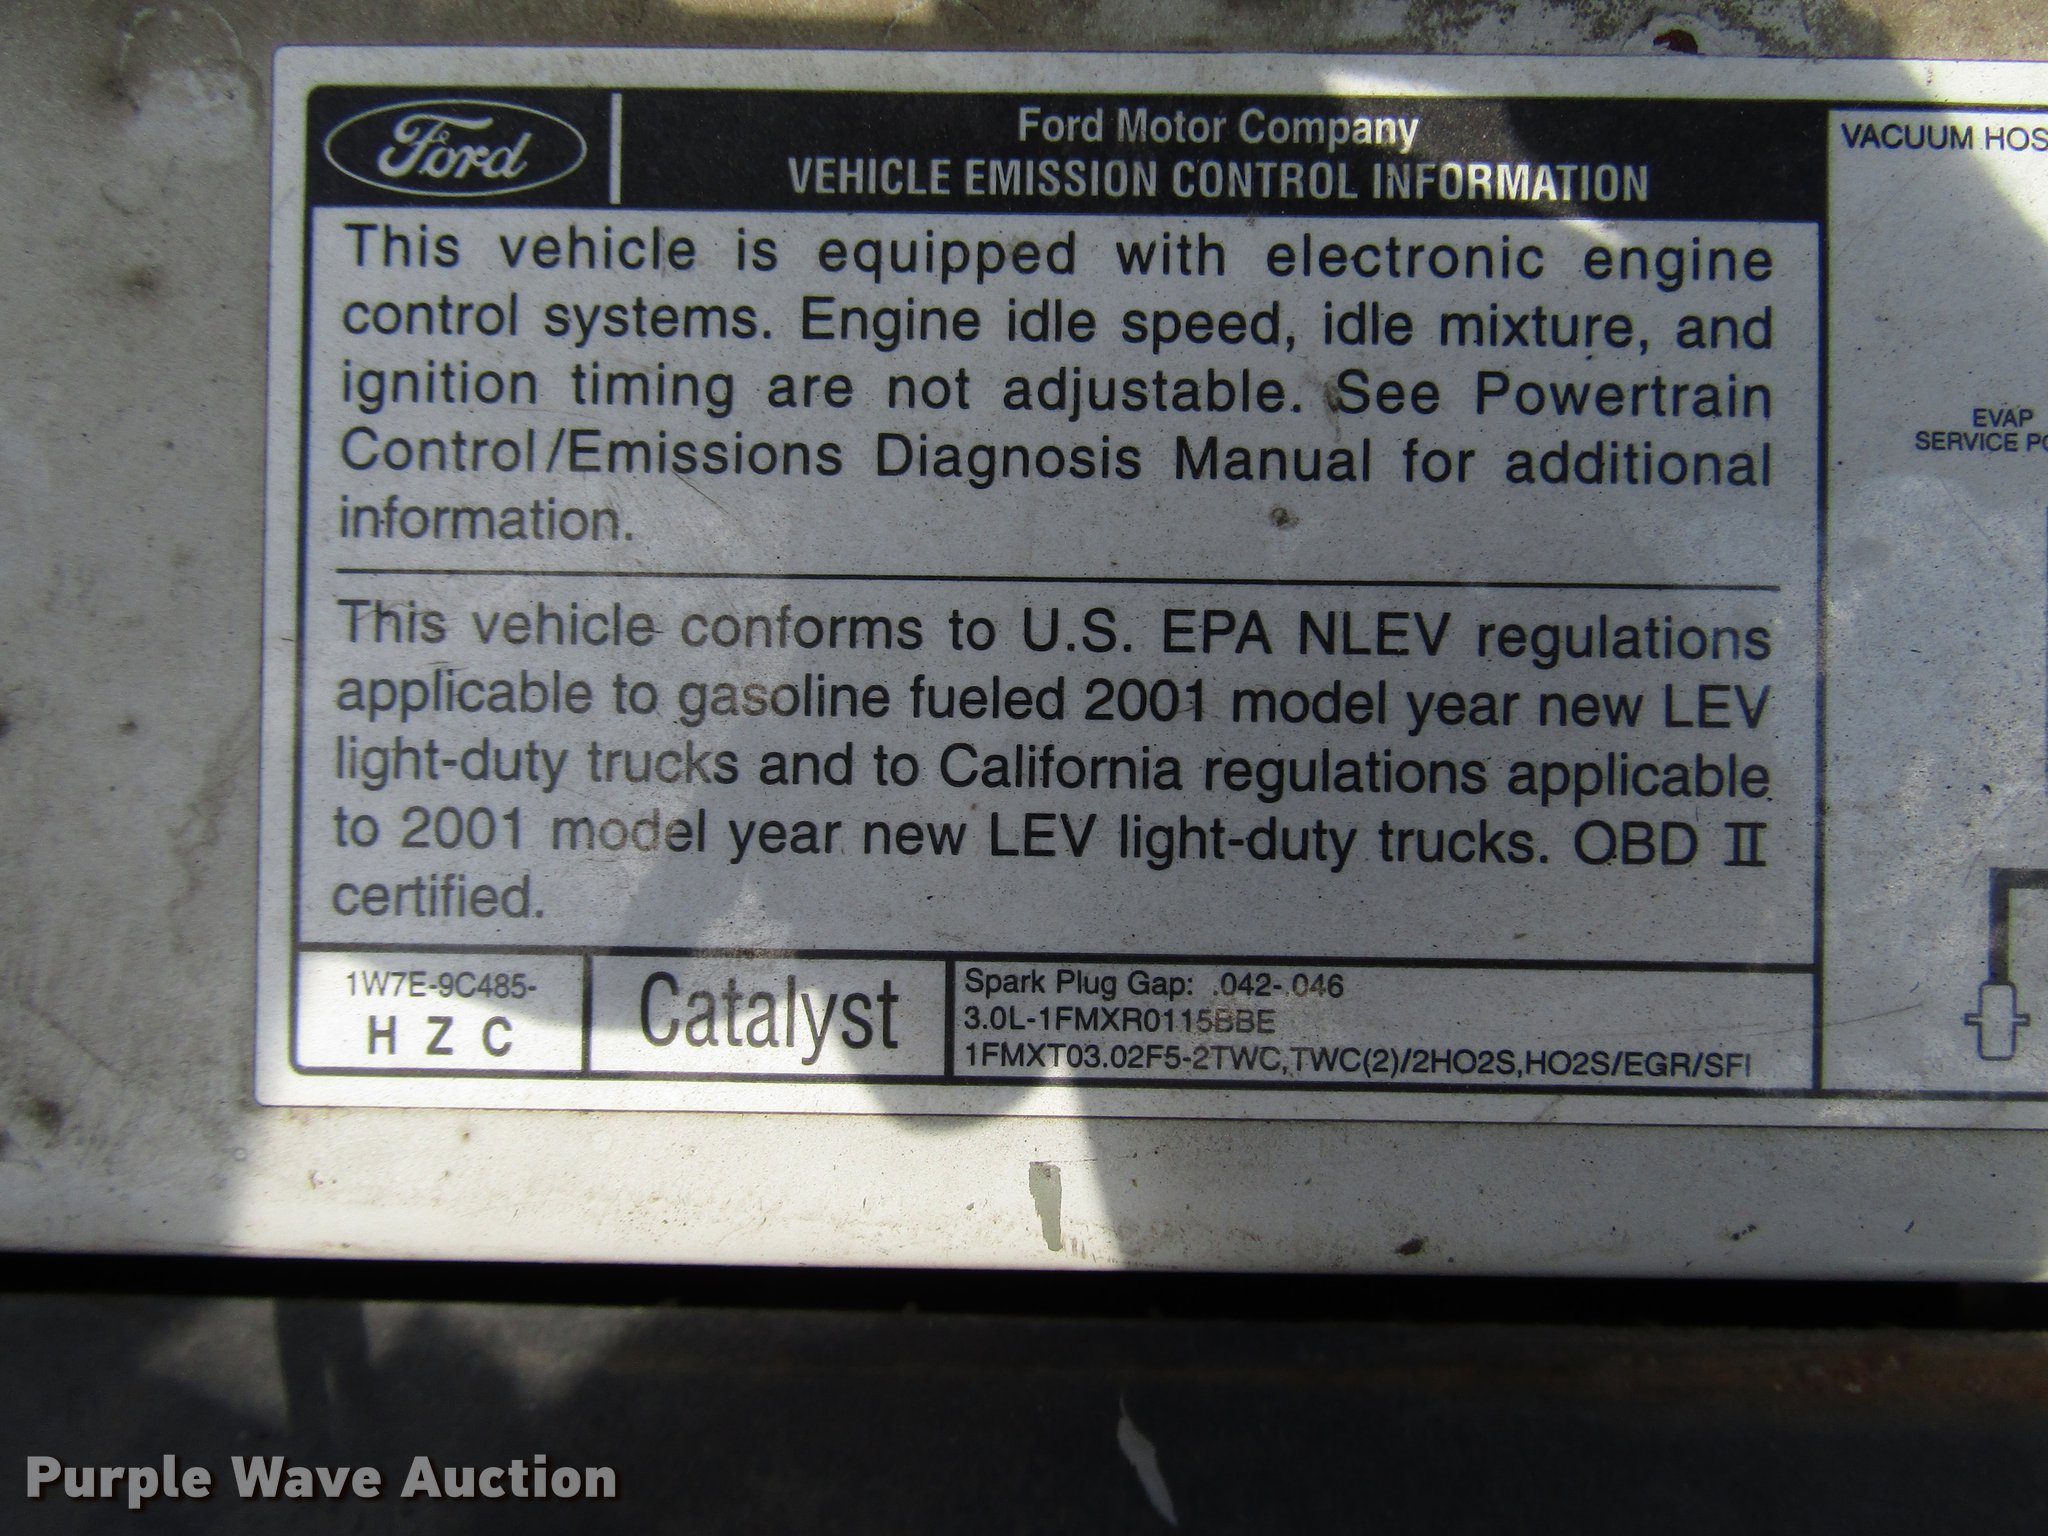 Ford
Ford Motor Company
VEHICLE EMISSION CONTROL INFORMATION
This vehicle is equipped with electronic engine
control systems. Engine idle speed, idle mixture, and
ignition timing are not adjustable. See Powertrain
Control/Emissions Diagnosis Manual for additional
information.
This vehicle conforms to U.S. EPA NLEV regulations
applicable to gasoline fueled 2001 model year new LEV
light-duty trucks and to California regulations applicable
to 2001 model year new LEV light-duty trucks. OBD II
certified.
1W7E-9C485-
H Z C
Catalyst
Spark Plug Gap: .042-.046
3.0L-1FMXR0115BBE
1FMXT03.02F5-2TWC,TWC(2)/2HO2S,HO2S/EGR/SFI
VACUUM HOS
EVAP
SERVICE PO
Purple Wave Auction